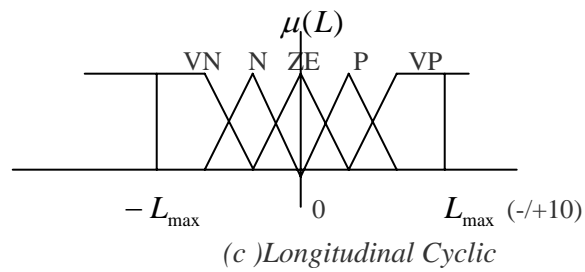 μ(L)
VN N ZE P VP
− L_max 0 L_max (-/+10)
(c )Longitudinal Cyclic